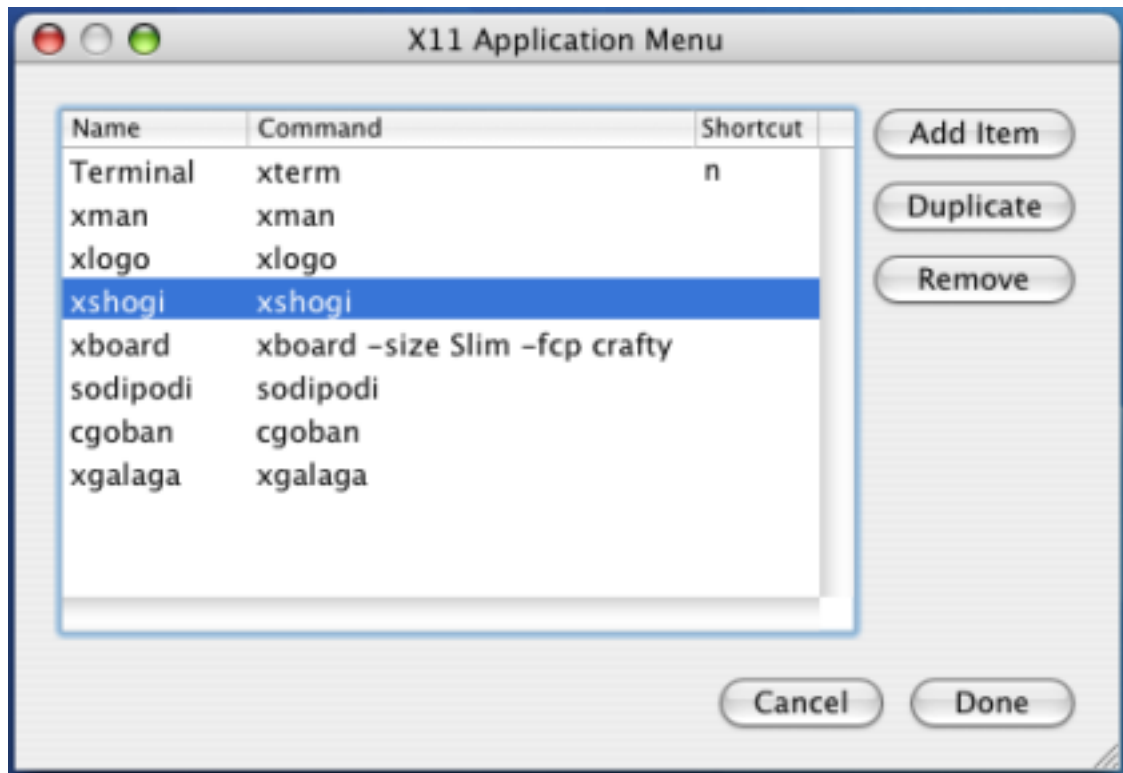 X11 Application Menu
Name Command Shortcut
Terminal xterm n
xman xman
xlogo xlogo
xshogi xshogi
xboard xboard -size Slim -fcp crafty
sodipodi sodipodi
cgoban cgoban
xgalaga xgalaga
Add Item
Duplicate
Remove
Cancel Done